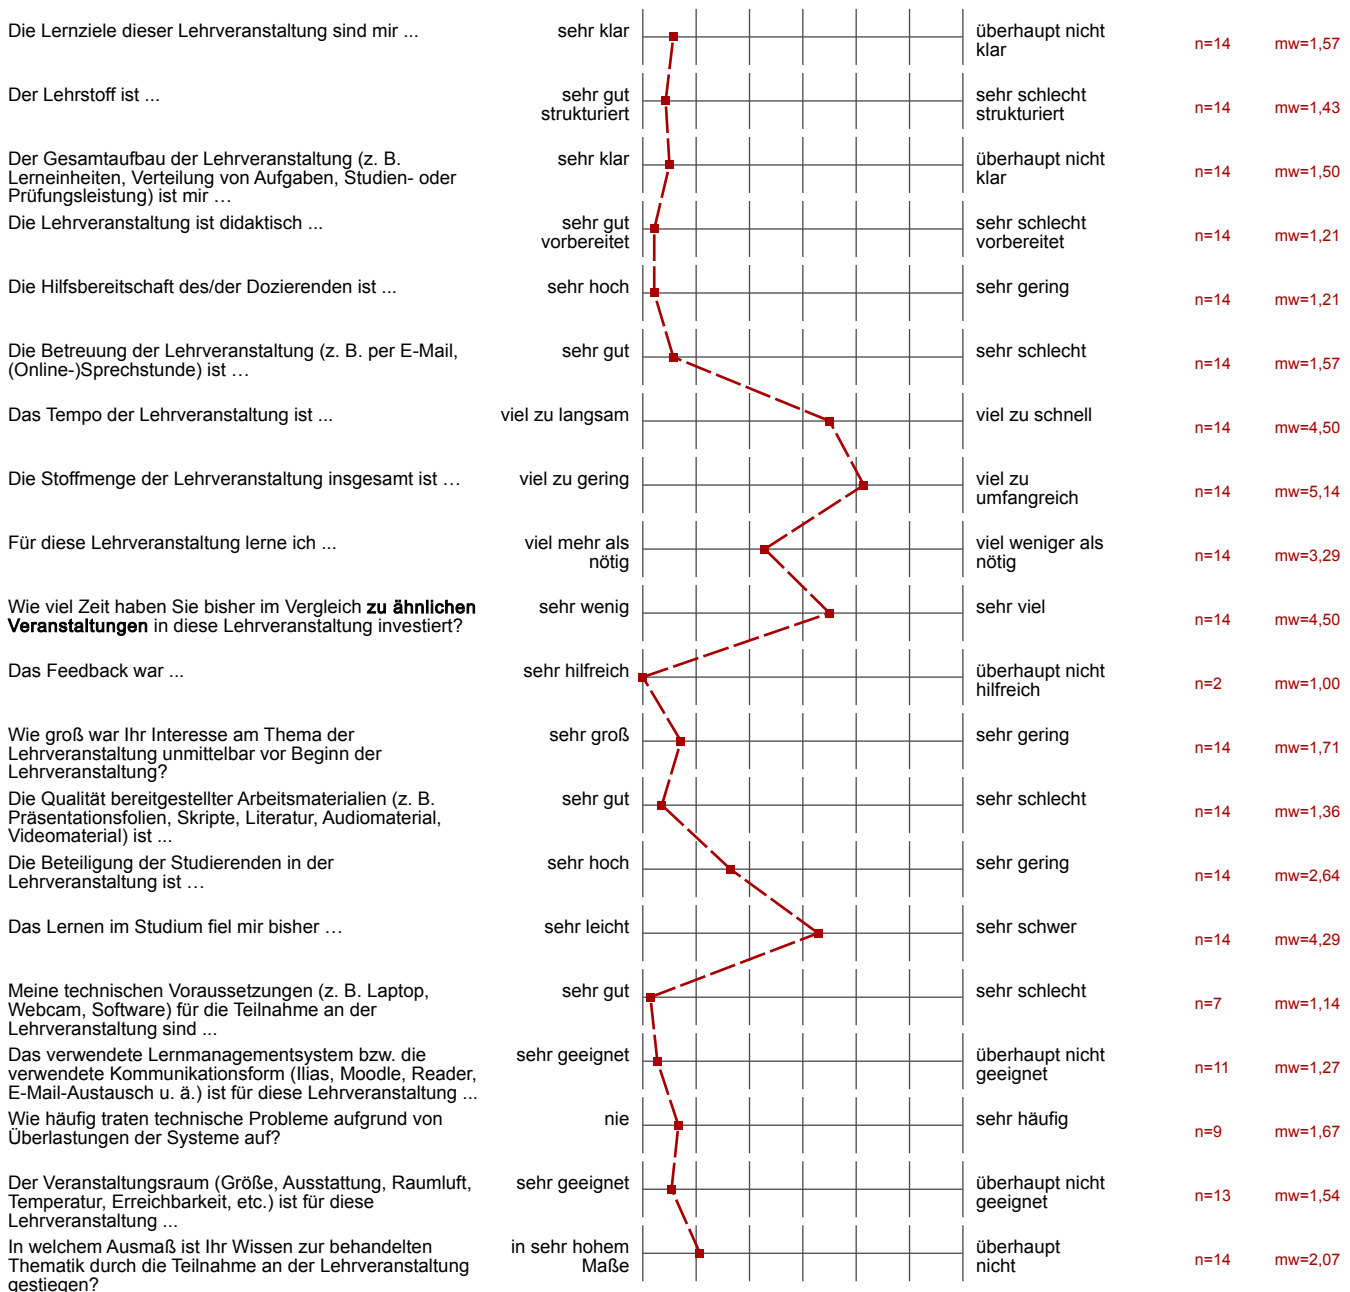 Die Lernziele dieser Lehrveranstaltung sind mir ... sehr klar überhaupt nicht klar n=14 mw=1,57
Der Lehrstoff ist ... sehr gut strukturiert sehr schlecht strukturiert n=14 mw=1,43
Der Gesamtaufbau der Lehrveranstaltung (z. B.
Lerneinheiten, Verteilung von Aufgaben, Studien- oder
Prüfungsleistung) ist mir … sehr klar überhaupt nicht klar n=14 mw=1,50
Die Lehrveranstaltung ist didaktisch ... sehr gut vorbereitet sehr schlecht vorbereitet n=14 mw=1,21
Die Hilfsbereitschaft des/der Dozierenden ist ... sehr hoch sehr gering n=14 mw=1,21
Die Betreuung der Lehrveranstaltung (z. B. per E-Mail,
(Online-)Sprechstunde) ist … sehr gut sehr schlecht n=14 mw=1,57
Das Tempo der Lehrveranstaltung ist ... viel zu langsam viel zu schnell n=14 mw=4,50
Die Stoffmenge der Lehrveranstaltung insgesamt ist … viel zu gering viel zu umfangreich n=14 mw=5,14
Für diese Lehrveranstaltung lerne ich ... viel mehr als nötig viel weniger als nötig n=14 mw=3,29
Wie viel Zeit haben Sie bisher im Vergleich zu ähnlichen
Veranstaltungen in diese Lehrveranstaltung investiert? sehr wenig sehr viel n=14 mw=4,50
Das Feedback war ... sehr hilfreich überhaupt nicht hilfreich n=2 mw=1,00
Wie groß war Ihr Interesse am Thema der
Lehrveranstaltung unmittelbar vor Beginn der
Lehrveranstaltung? sehr groß sehr gering n=14 mw=1,71
Die Qualität bereitgestellter Arbeitsmaterialien (z. B.
Präsentationsfolien, Skripte, Literatur, Audiomaterial,
Videomaterial) ist ... sehr gut sehr schlecht n=14 mw=1,36
Die Beteiligung der Studierenden in der
Lehrveranstaltung ist … sehr hoch sehr gering n=14 mw=2,64
Das Lernen im Studium fiel mir bisher … sehr leicht sehr schwer n=14 mw=4,29
Meine technischen Voraussetzungen (z. B. Laptop,
Webcam, Software) für die Teilnahme an der
Lehrveranstaltung sind ... sehr gut sehr schlecht n=7 mw=1,14
Das verwendete Lernmanagementsystem bzw. die
verwendete Kommunikationsform (Ilias, Moodle, Reader,
E-Mail-Austausch u. ä.) ist für diese Lehrveranstaltung ... sehr geeignet überhaupt nicht geeignet n=11 mw=1,27
Wie häufig traten technische Probleme aufgrund von
Überlastungen der Systeme auf? nie sehr häufig n=9 mw=1,67
Der Veranstaltungsraum (Größe, Ausstattung, Raumluft,
Temperatur, Erreichbarkeit, etc.) ist für diese
Lehrveranstaltung ... sehr geeignet überhaupt nicht geeignet n=13 mw=1,54
In welchem Ausmaß ist Ihr Wissen zur behandelten
Thematik durch die Teilnahme an der Lehrveranstaltung
gestiegen? in sehr hohem Maße überhaupt nicht n=14 mw=2,07